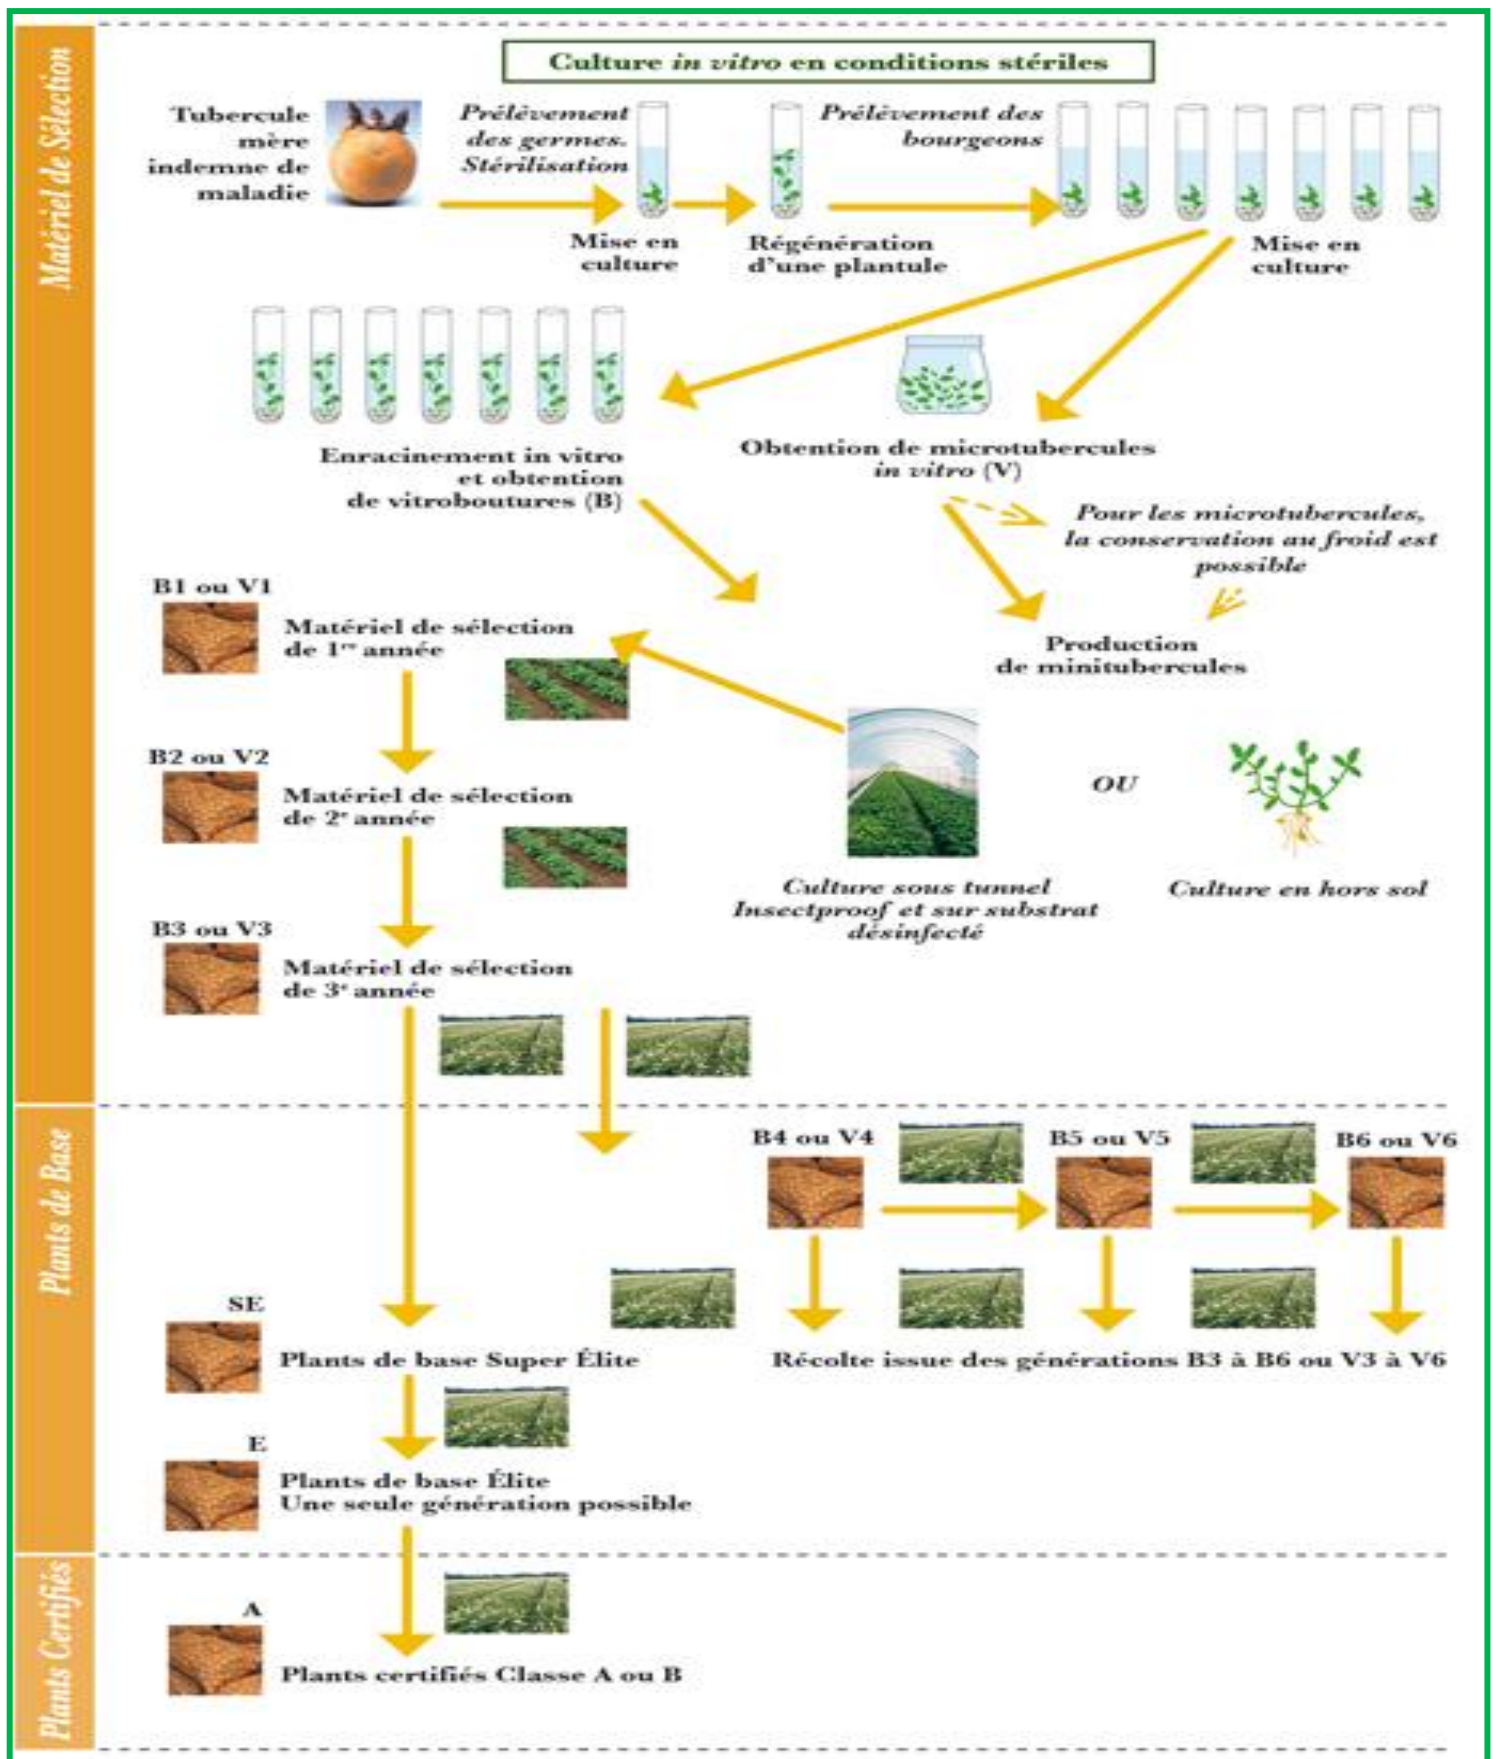 Matériel de Sélection
Culture in vitro en conditions stériles
Tubercule
mère
indemne de
maladie
Prélèvement
des germes.
Stérilisation
Prélèvement des
bourgeons
Mise en
culture
Régénération
d'une plantule
Mise en
culture
Enracinement in vitro
et obtention
de vitroboutures (B)
Obtention de microtubercules
in vitro (V)
Pour les microtubercules,
la conservation au froid est
possible
Production
de minitubercules
B1 ou V1
Matériel de sélection
de 1re année
B2 ou V2
Matériel de sélection
de 2e année
OU
Culture sous tunnel
Insectproof et sur substrat
désinfecté
Culture en hors sol
B3 ou V3
Matériel de sélection
de 3e année
Plants de Base
B4 ou V4
B5 ou V5
B6 ou V6
SE
Plants de base Super Élite
Récolte issue des générations B3 à B6 ou V3 à V6
E
Plants de base Élite
Une seule génération possible
Plants Certifiés
A
Plants certifiés Classe A ou B